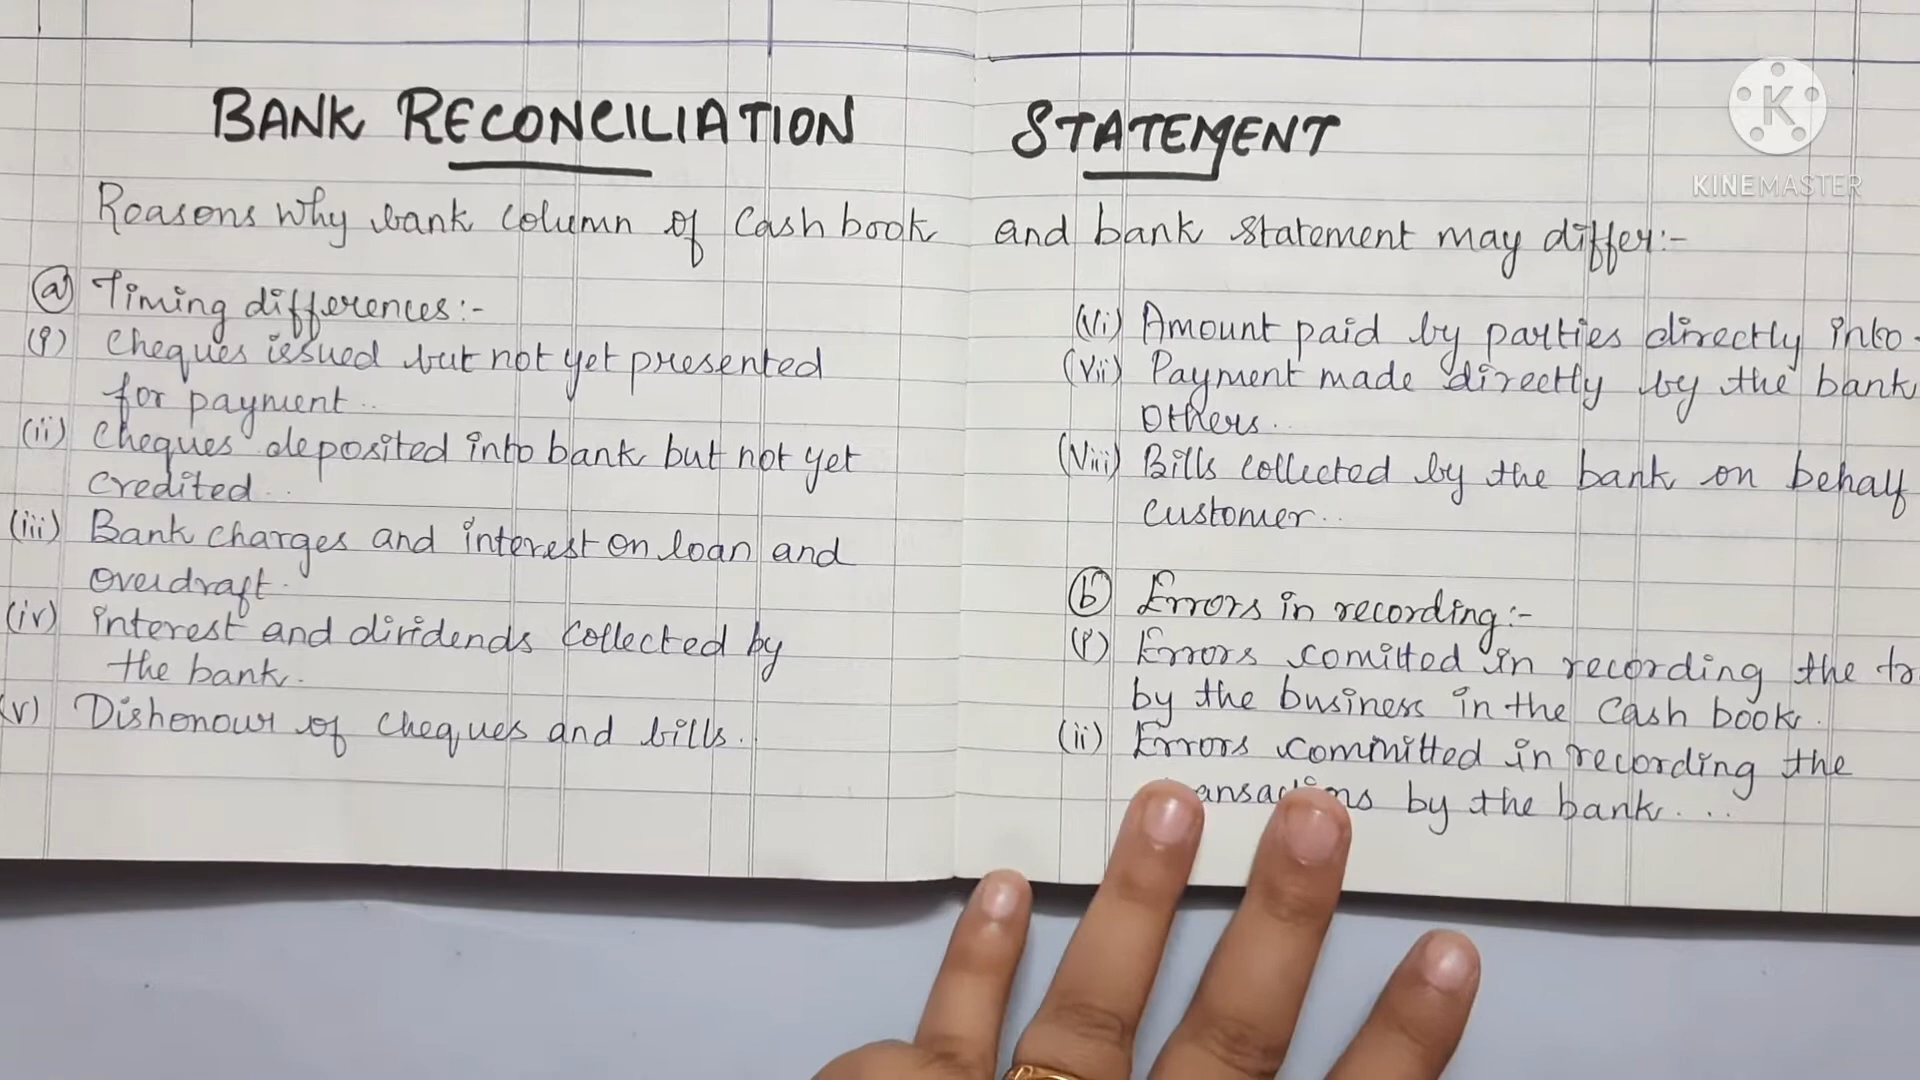 BANK RECONCILIATION STATEMENT
Reasons why bank column of Cash book and bank statement may differ:-
(a) Timing differences:-
(i) Cheques issued but not yet presented
for payment..
(ii) Cheques deposited into bank but not yet
credited..
(iii) Bank charges and interest on loan and
overdraft.
(iv) interest and dividends collected by
the bank.
(v) Dishonour of cheques and bills.
(vi) Amount paid by parties directly into
(vii) Payment made directly by the bank
Others..
(viii) Bills collected by the bank on behalf
customer..
(b) Errors in recording:-
(i) Errors comitted in recording the
by the business in the cash book.
(ii) Errors committed in recording the
by the bank...
K
KINEMASTER